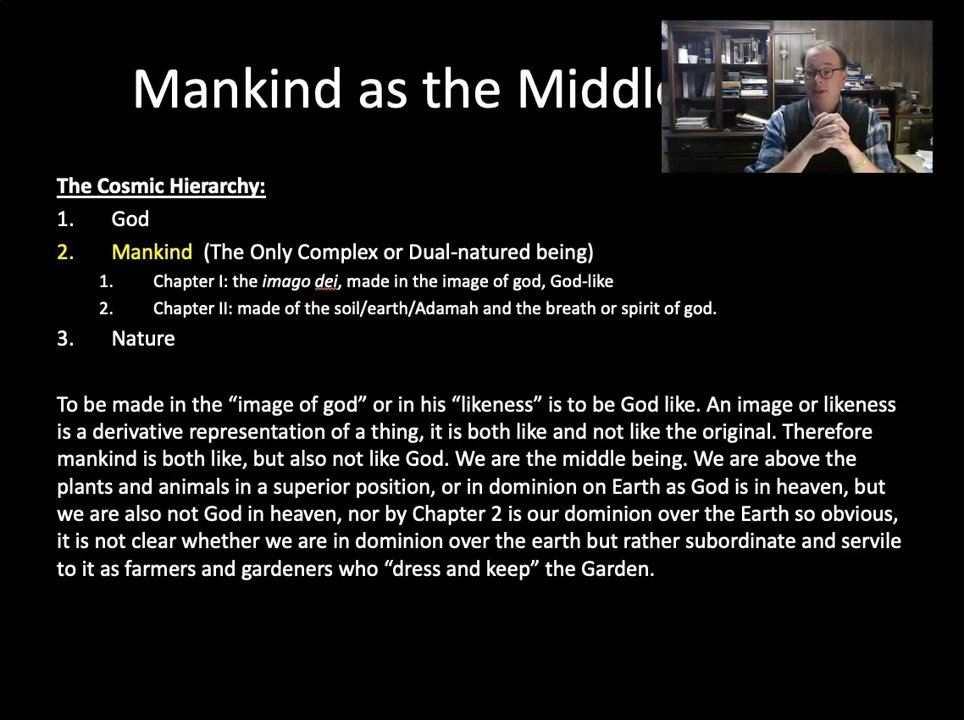 Mankind as the Middl
The Cosmic Hierarchy:
1. God
2. Mankind (The Only Complex or Dual-natured being)
1. Chapter I: the imago dei, made in the image of god, God-like
2. Chapter II: made of the soil/earth/Adamah and the breath or spirit of god.
3. Nature
To be made in the “image of god” or in his “likeness” is to be God like. An image or likeness
is a derivative representation of a thing, it is both like and not like the original. Therefore
mankind is both like, but also not like God. We are the middle being. We are above the
plants and animals in a superior position, or in dominion on Earth as God is in heaven, but
we are also not God in heaven, nor by Chapter 2 is our dominion over the Earth so obvious,
it is not clear whether we are in dominion over the earth but rather subordinate and servile
to it as farmers and gardeners who “dress and keep” the Garden.